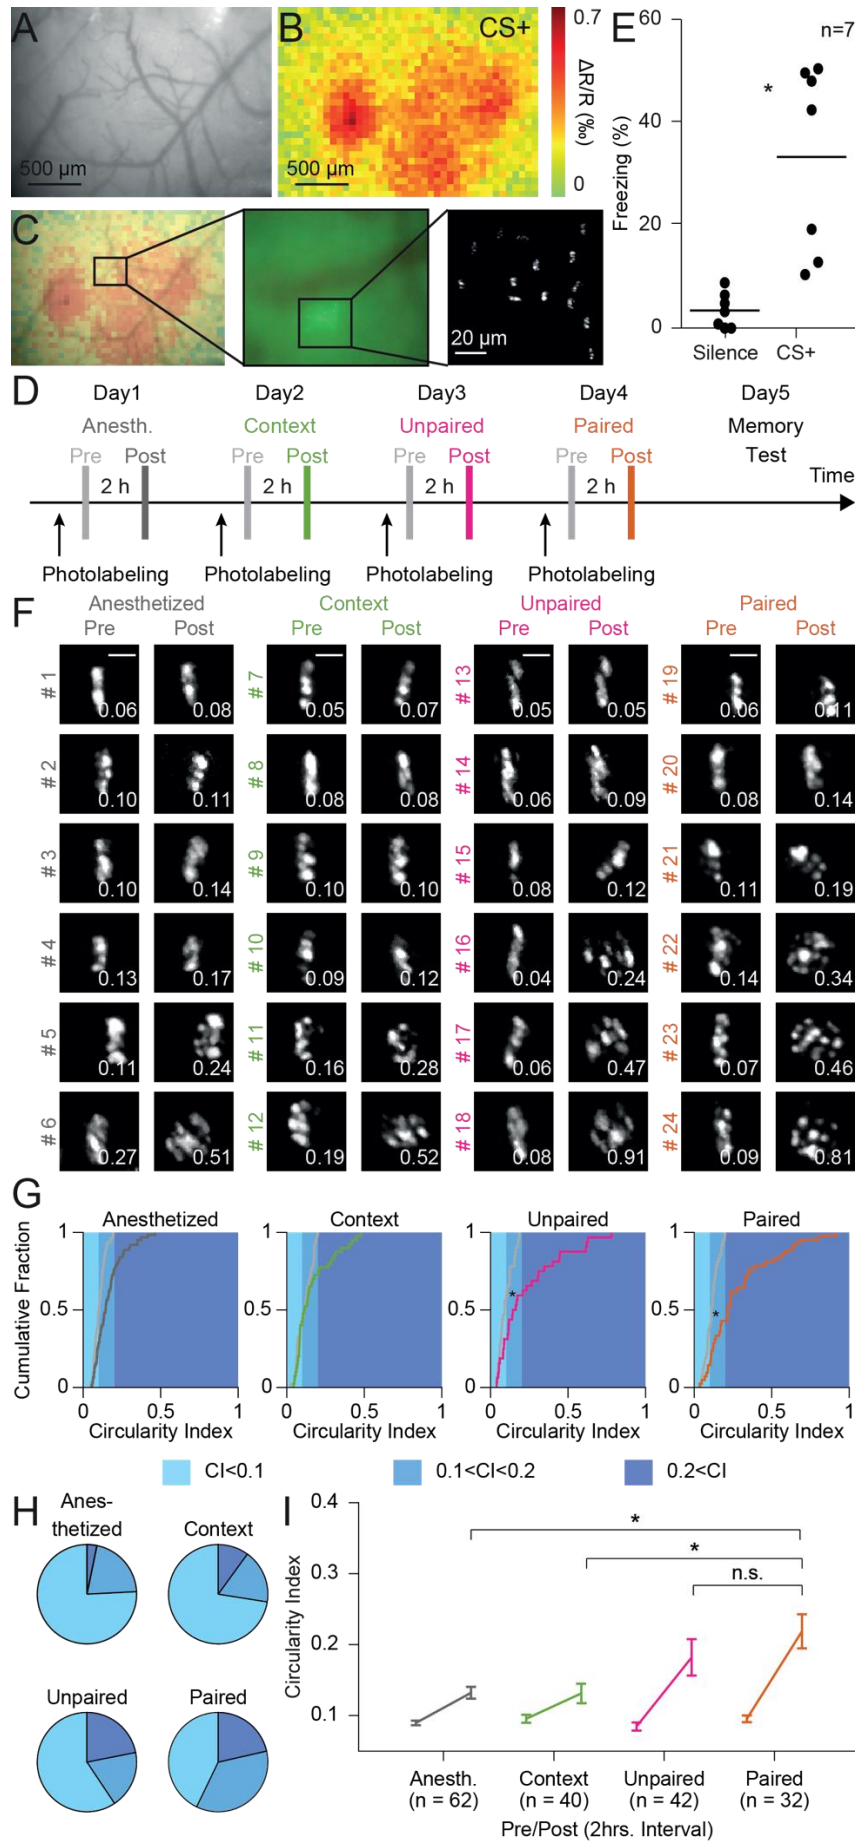 A
500 µm
B
CS+
500 µm
0.7
ΔR/R (‰)
0
E
n=7
60
40
20
0
Freezing (%)
*
Silence
CS+
C
20 µm
D
Day1
Day2
Day3
Day4
Day5
Anesth.
Context
Unpaired
Paired
Memory
Test
Pre
Post
Pre
Post
Pre
Post
Pre
Post
2 h
2 h
2 h
2 h
Time
Photolabeling
Photolabeling
Photolabeling
Photolabeling
F
Anesthetized
Context
Unpaired
Paired
Pre
Post
Pre
Post
Pre
Post
Pre
Post
#1
0.06
0.08
#7
0.05
0.07
#13
0.05
0.05
#19
0.06
0.11
#2
0.10
0.11
#8
0.08
0.08
#14
0.06
0.09
#20
0.08
0.14
#3
0.10
0.14
#9
0.10
0.10
#15
0.08
0.12
#21
0.11
0.19
#4
0.13
0.17
#10
0.09
0.12
#16
0.04
0.24
#22
0.14
0.34
#5
0.11
0.24
#11
0.16
0.28
#17
0.06
0.47
#23
0.07
0.46
#6
0.27
0.51
#12
0.19
0.52
#18
0.08
0.91
#24
0.09
0.81
G
Cumulative Fraction
Anesthetized
1
0.5
0
0
0.5
1
Circularity Index
Context
1
0.5
0
0
0.5
1
Circularity Index
Unpaired
1
0.5
0
*
0
0.5
1
Circularity Index
Paired
1
0.5
0
*
0
0.5
1
Circularity Index
CI<0.1
0.1<CI<0.2
0.2<CI
H
Anes-
thetized
Context
Unpaired
Paired
I
Circularity Index
0.4
0.3
0.2
0.1
*
*
n.s.
Anesth.
(n = 62)
Context
(n = 40)
Unpaired
(n = 42)
Paired
(n = 32)
Pre/Post (2hrs. Interval)